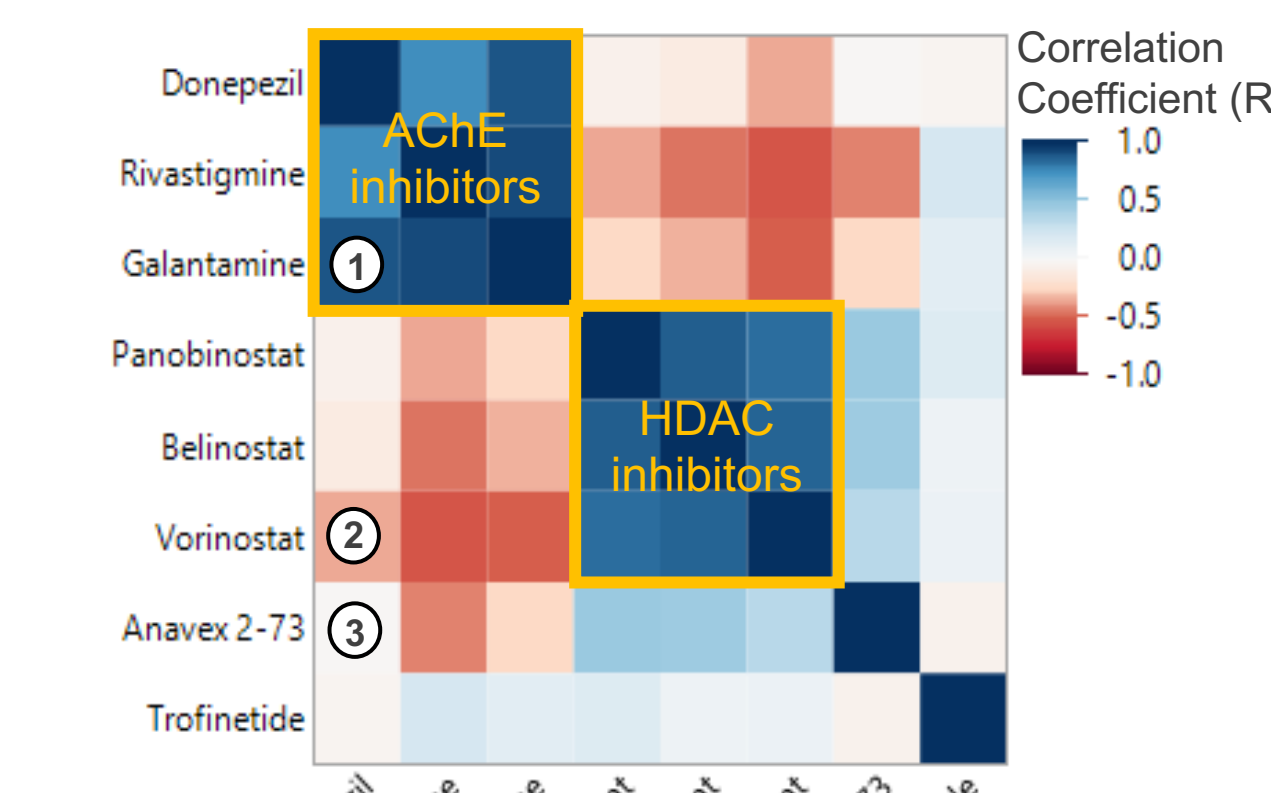 Donepezil
Rivastigmine
Galantamine
Panobinostat
Belinostat
Vorinostat
Anavex 2-73
Trofinetide
AChE
inhibitors
HDAC
inhibitors
1
2
3
Correlation
Coefficient (R
1.0
0.5
0.0
-0.5
-1.0
73